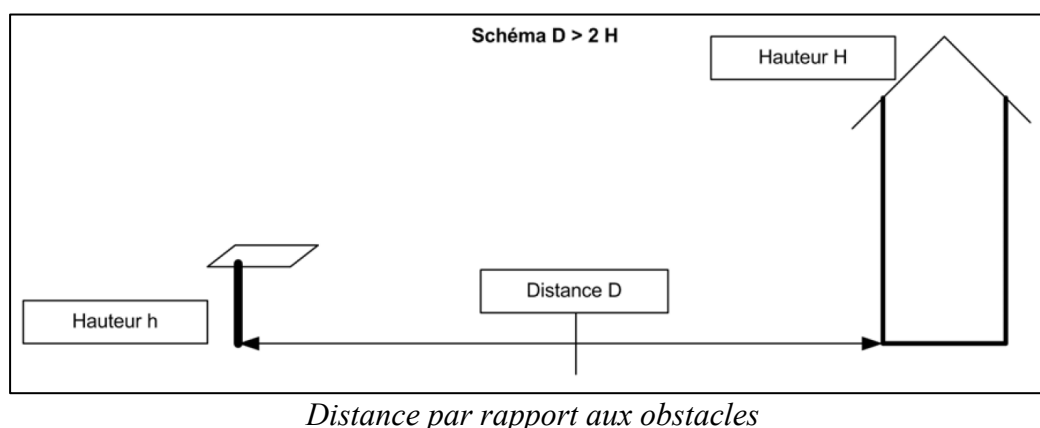 Schéma D > 2 H
Hauteur H
Distance D
Hauteur h
Distance par rapport aux obstacles